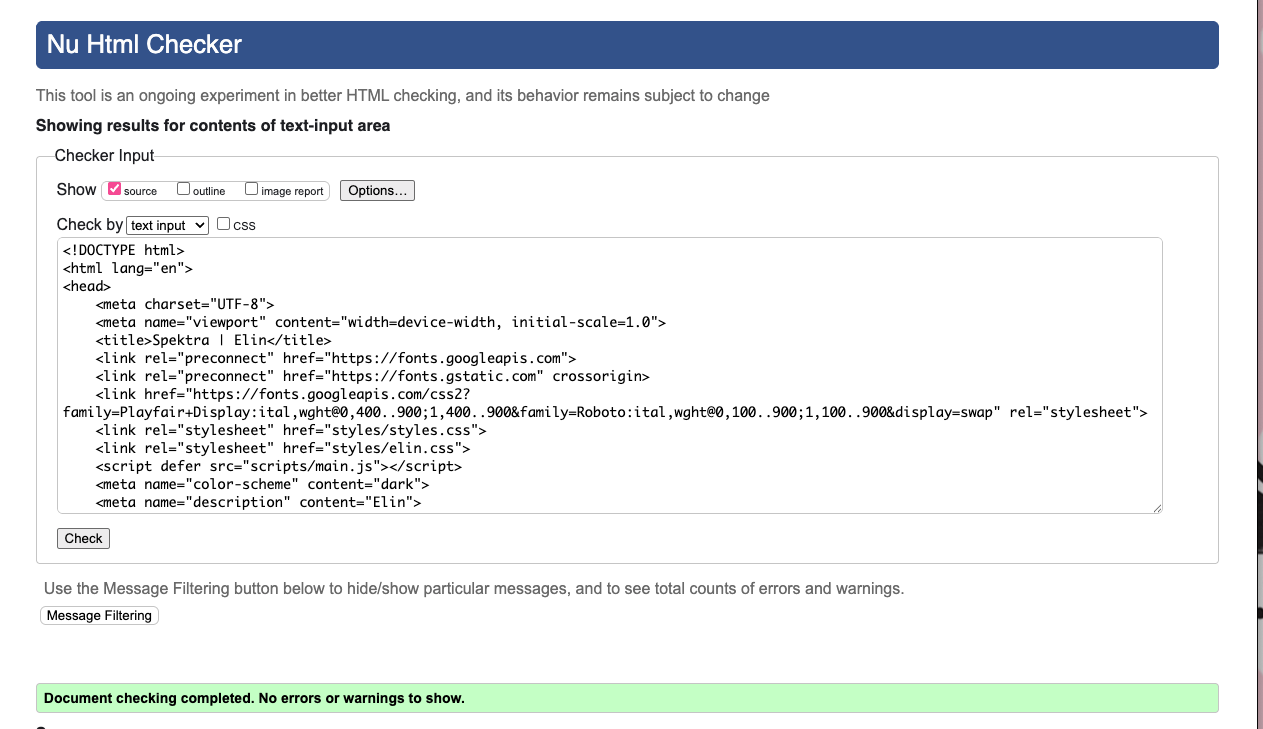 Nu Html Checker
This tool is an ongoing experiment in better HTML checking, and its behavior remains subject to change
Showing results for contents of text-input area
Checker Input
Show source outline image report Options...
Check by text input css
<!DOCTYPE html>
<html lang="en">
<head>
    <meta charset="UTF-8">
    <meta name="viewport" content="width=device-width, initial-scale=1.0">
    <title>Spektra | Elin</title>
    <link rel="preconnect" href="https://fonts.googleapis.com">
    <link rel="preconnect" href="https://fonts.gstatic.com" crossorigin>
    <link href="https://fonts.googleapis.com/css2?
family=Playfair+Display:ital,wght@0,400..900;1,400..900&family=Roboto:ital,wght@0,100..900;1,100..900&display=swap" rel="stylesheet">
    <link rel="stylesheet" href="styles/styles.css">
    <link rel="stylesheet" href="styles/elin.css">
    <script defer src="scripts/main.js"></script>
    <meta name="color-scheme" content="dark">
    <meta name="description" content="Elin">
Check
Use the Message Filtering button below to hide/show particular messages, and to see total counts of errors and warnings.
Message Filtering
Document checking completed. No errors or warnings to show.